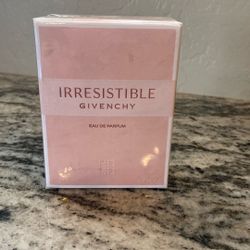 IRRESISTIBLE
GIVENCHY
EAU DE PARFUM